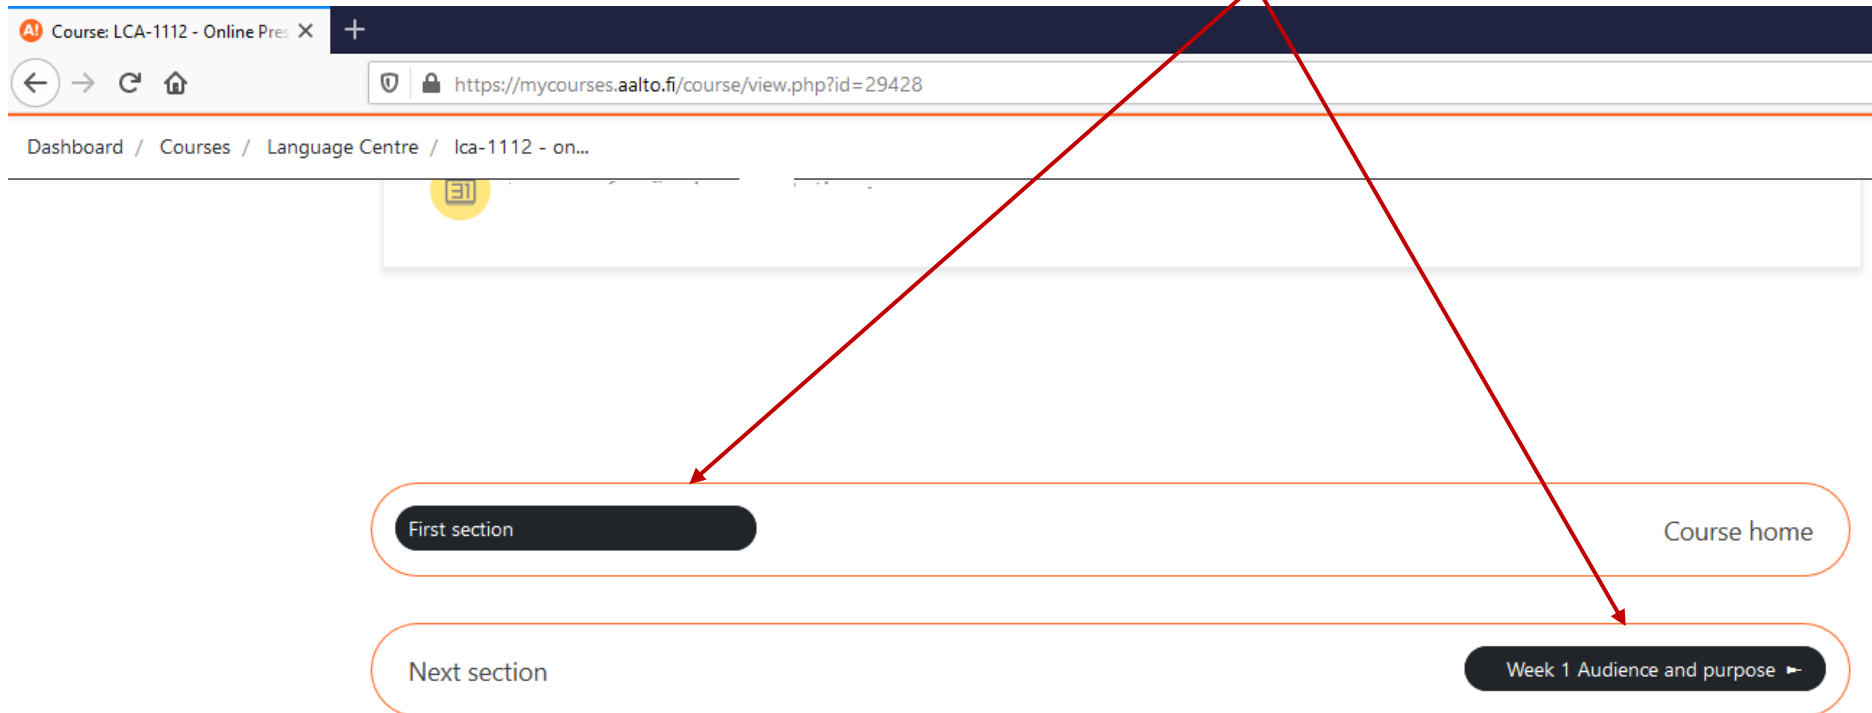 Course: LCA-1112 - Online Pres
https://mycourses.aalto.fi/course/view.php?id=29428
Dashboard / Courses / Language Centre / lca-1112 - on...
31
First section
Course home
Next section
Week 1 Audience and purpose